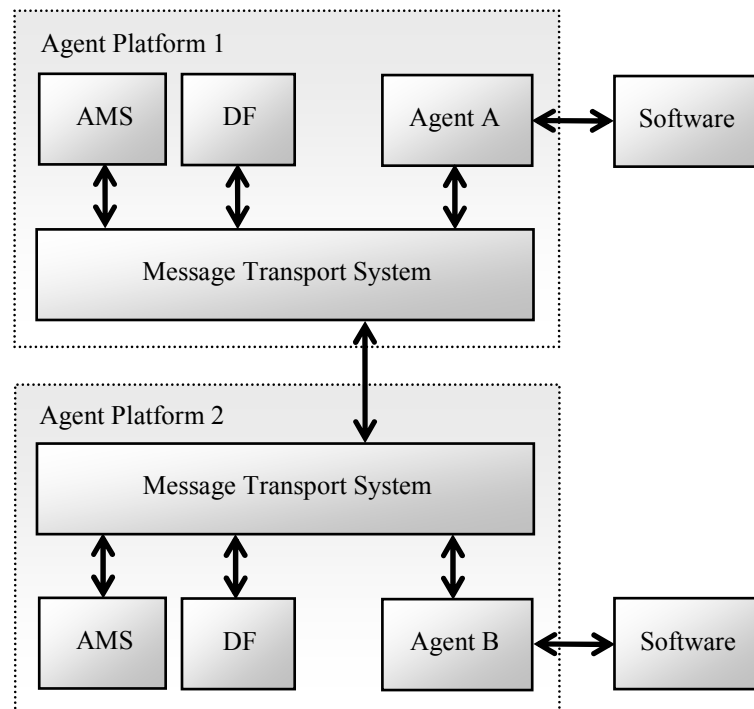 Agent Platform 1
AMS
DF
Agent A
Software
Message Transport System
Agent Platform 2
Message Transport System
AMS
DF
Agent B
Software